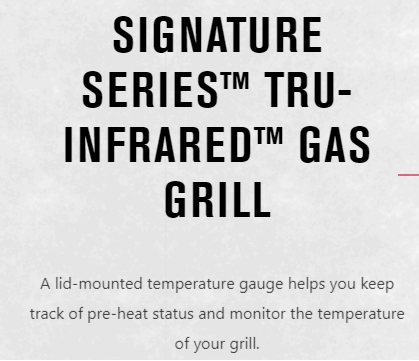 SIGNATURE
SERIES™ TRU-
INFRARED™ GAS
GRILL
A lid-mounted temperature gauge helps you keep
track of pre-heat status and monitor the temperature
of your grill.